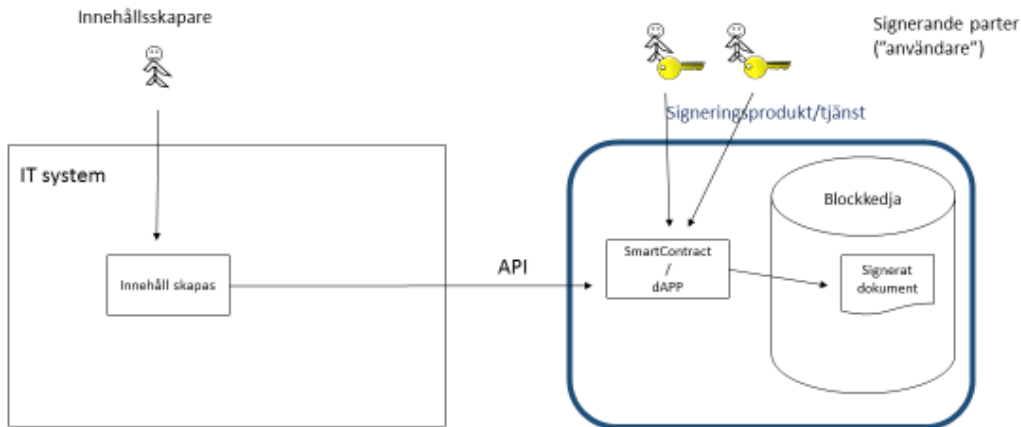 Innehållsskapare
Signerande parter
("användare")
Signeringsprodukt/tjänst
IT system
Blockkedja
SmartContract
/
dAPP
API
Innehåll skapas
Signerat
dokument